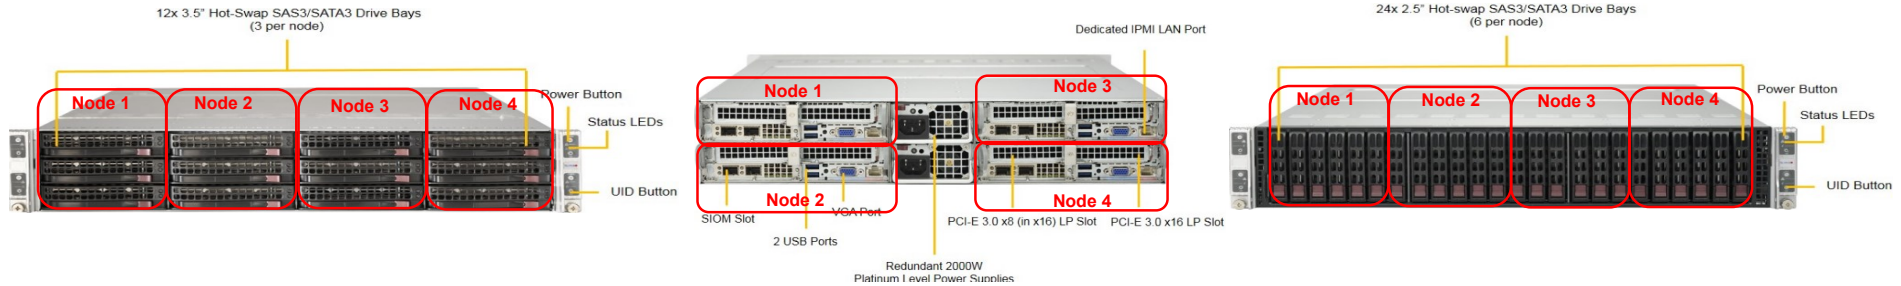 12x 3.5" Hot-Swap SAS3/SATA3 Drive Bays
(3 per node)
Node 1
Node 2
Node 3
Node 4
Power Button
Status LEDs
UID Button
Dedicated IPMI LAN Port
Node 1
Node 3
Node 2
Node 4
SIOM Slot
VGA Port
2 USB Ports
PCI-E 3.0 x8 (in x16) LP Slot
PCI-E 3.0 x16 LP Slot
Redundant 2000W
Platinum Level Power Supplies
24x 2.5" Hot-swap SAS3/SATA3 Drive Bays
(6 per node)
Node 1
Node 2
Node 3
Node 4
Power Button
Status LEDs
UID Button